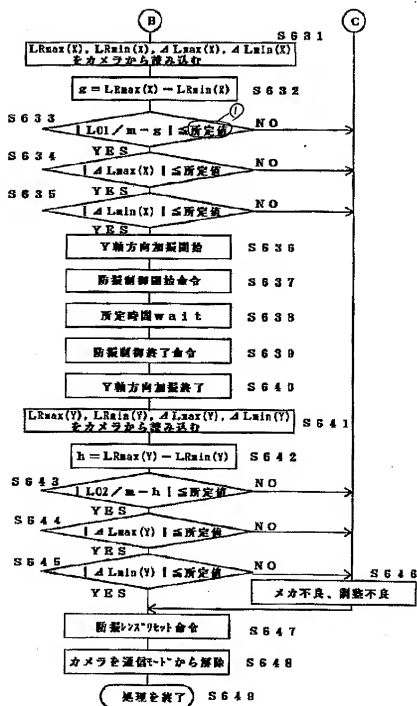 B C
S631
LRmax(X), LRmin(X), ΔLmax(X), ΔLmin(X)
をカメラから読み込む
g=LRmax(X)-LRmin(X) S632
S633
|L01/m-g|≦所定値 NO
YES
S634
|ΔLmax(X)|≦所定値 NO
YES
S635
|ΔLmin(X)|≦所定値 NO
YES
Y軸方向加振開始 S636
防振制御開始命令 S637
所定時間wait S638
防振制御終了命令 S639
Y軸方向加振終了 S640
LRmax(Y), LRmin(Y), ΔLmax(Y), ΔLmin(Y) S641
をカメラから読み込む
h=LRmax(Y)-LRmin(Y) S642
S643
|L02/m-h|≦所定値 NO
YES
S644
|ΔLmax(Y)|≦所定値 NO
YES
S645
|ΔLmin(Y)|≦所定値 NO
S646
YES
メカ不良、調整不良
防振レンズリセット命令 S647
カメラを通信モードから解除 S648
処理を終了 S649